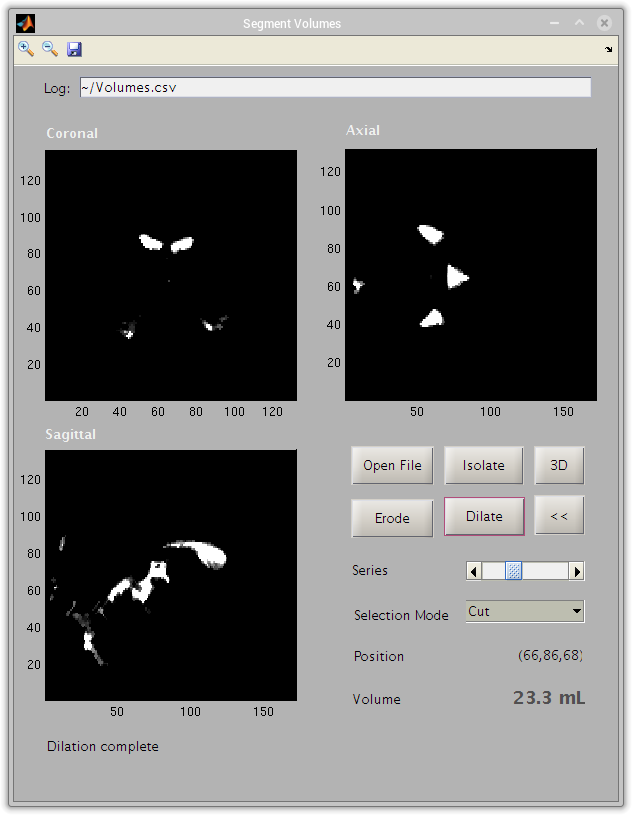 Segment Volumes
Log: ~/Volumes.csv
Coronal
120
100
80
60
40
20
20 40 60 80 100 120
Axial
120
100
80
60
40
20
50 100 150
Sagittal
120
100
80
60
40
20
50 100 150
Open File Isolate 3D
Erode Dilate <<
Series
Selection Mode Cut
Position (66,86,68)
Volume 23.3 mL
Dilation complete